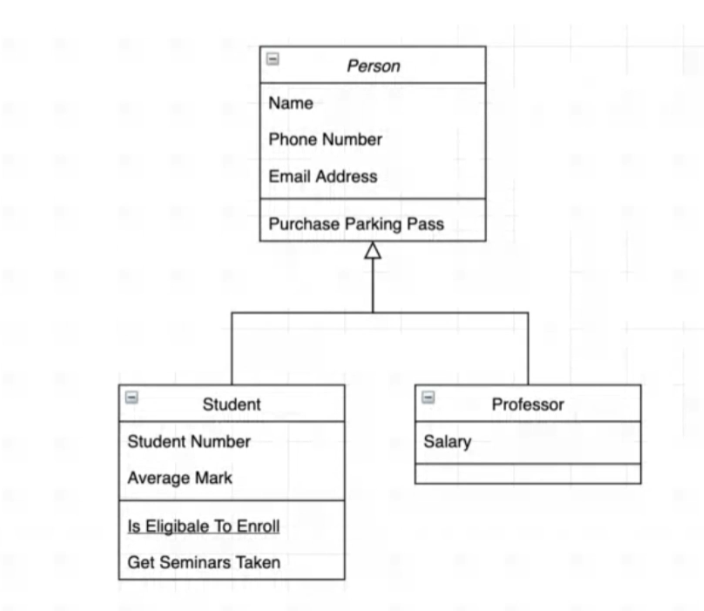 Person
Name
Phone Number
Email Address
Purchase Parking Pass
Student
Student Number
Average Mark
Is Eligibale To Enroll
Get Seminars Taken
Professor
Salary